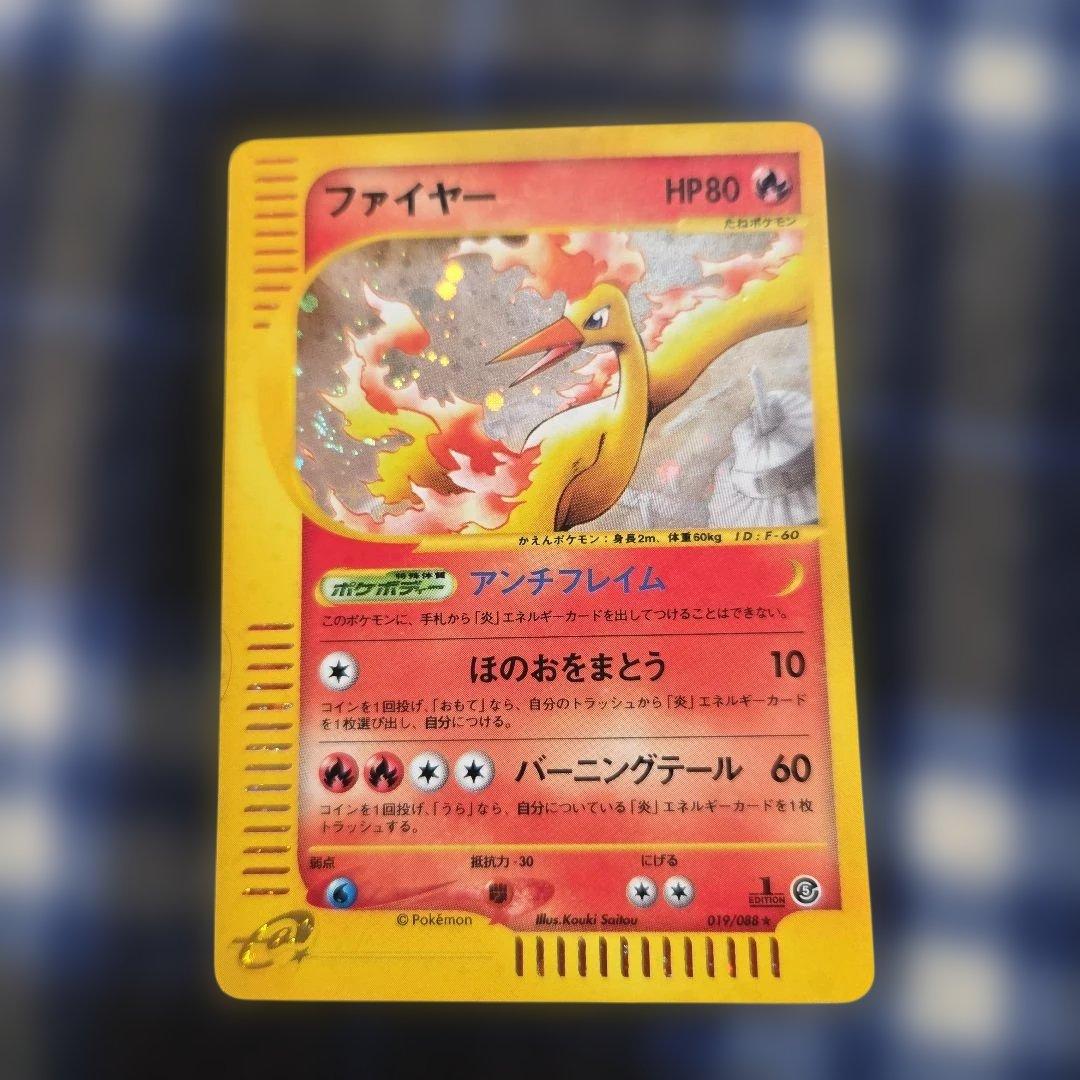 ファイヤー HP80
たねポケモン
かえんポケモン：身長2m、体重60kg ID：F-60
特殊体質
ポケボディー アンチフレイム
このポケモンに、手札から「炎」エネルギーカードを出してつけることはできない。
ほのおをまとう 10
コインを1回投げ、「おもて」なら、自分のトラッシュから「炎」エネルギーカード
を1枚選び出し、自分につける。
バーニングテール 60
コインを1回投げ、「うら」なら、自分についている「炎」エネルギーカードを1枚
トラッシュする。
弱点 抵抗力-30 にげる
1 EDITION 5
©Pokémon Illus.Kouki Saitou 019/088★
e